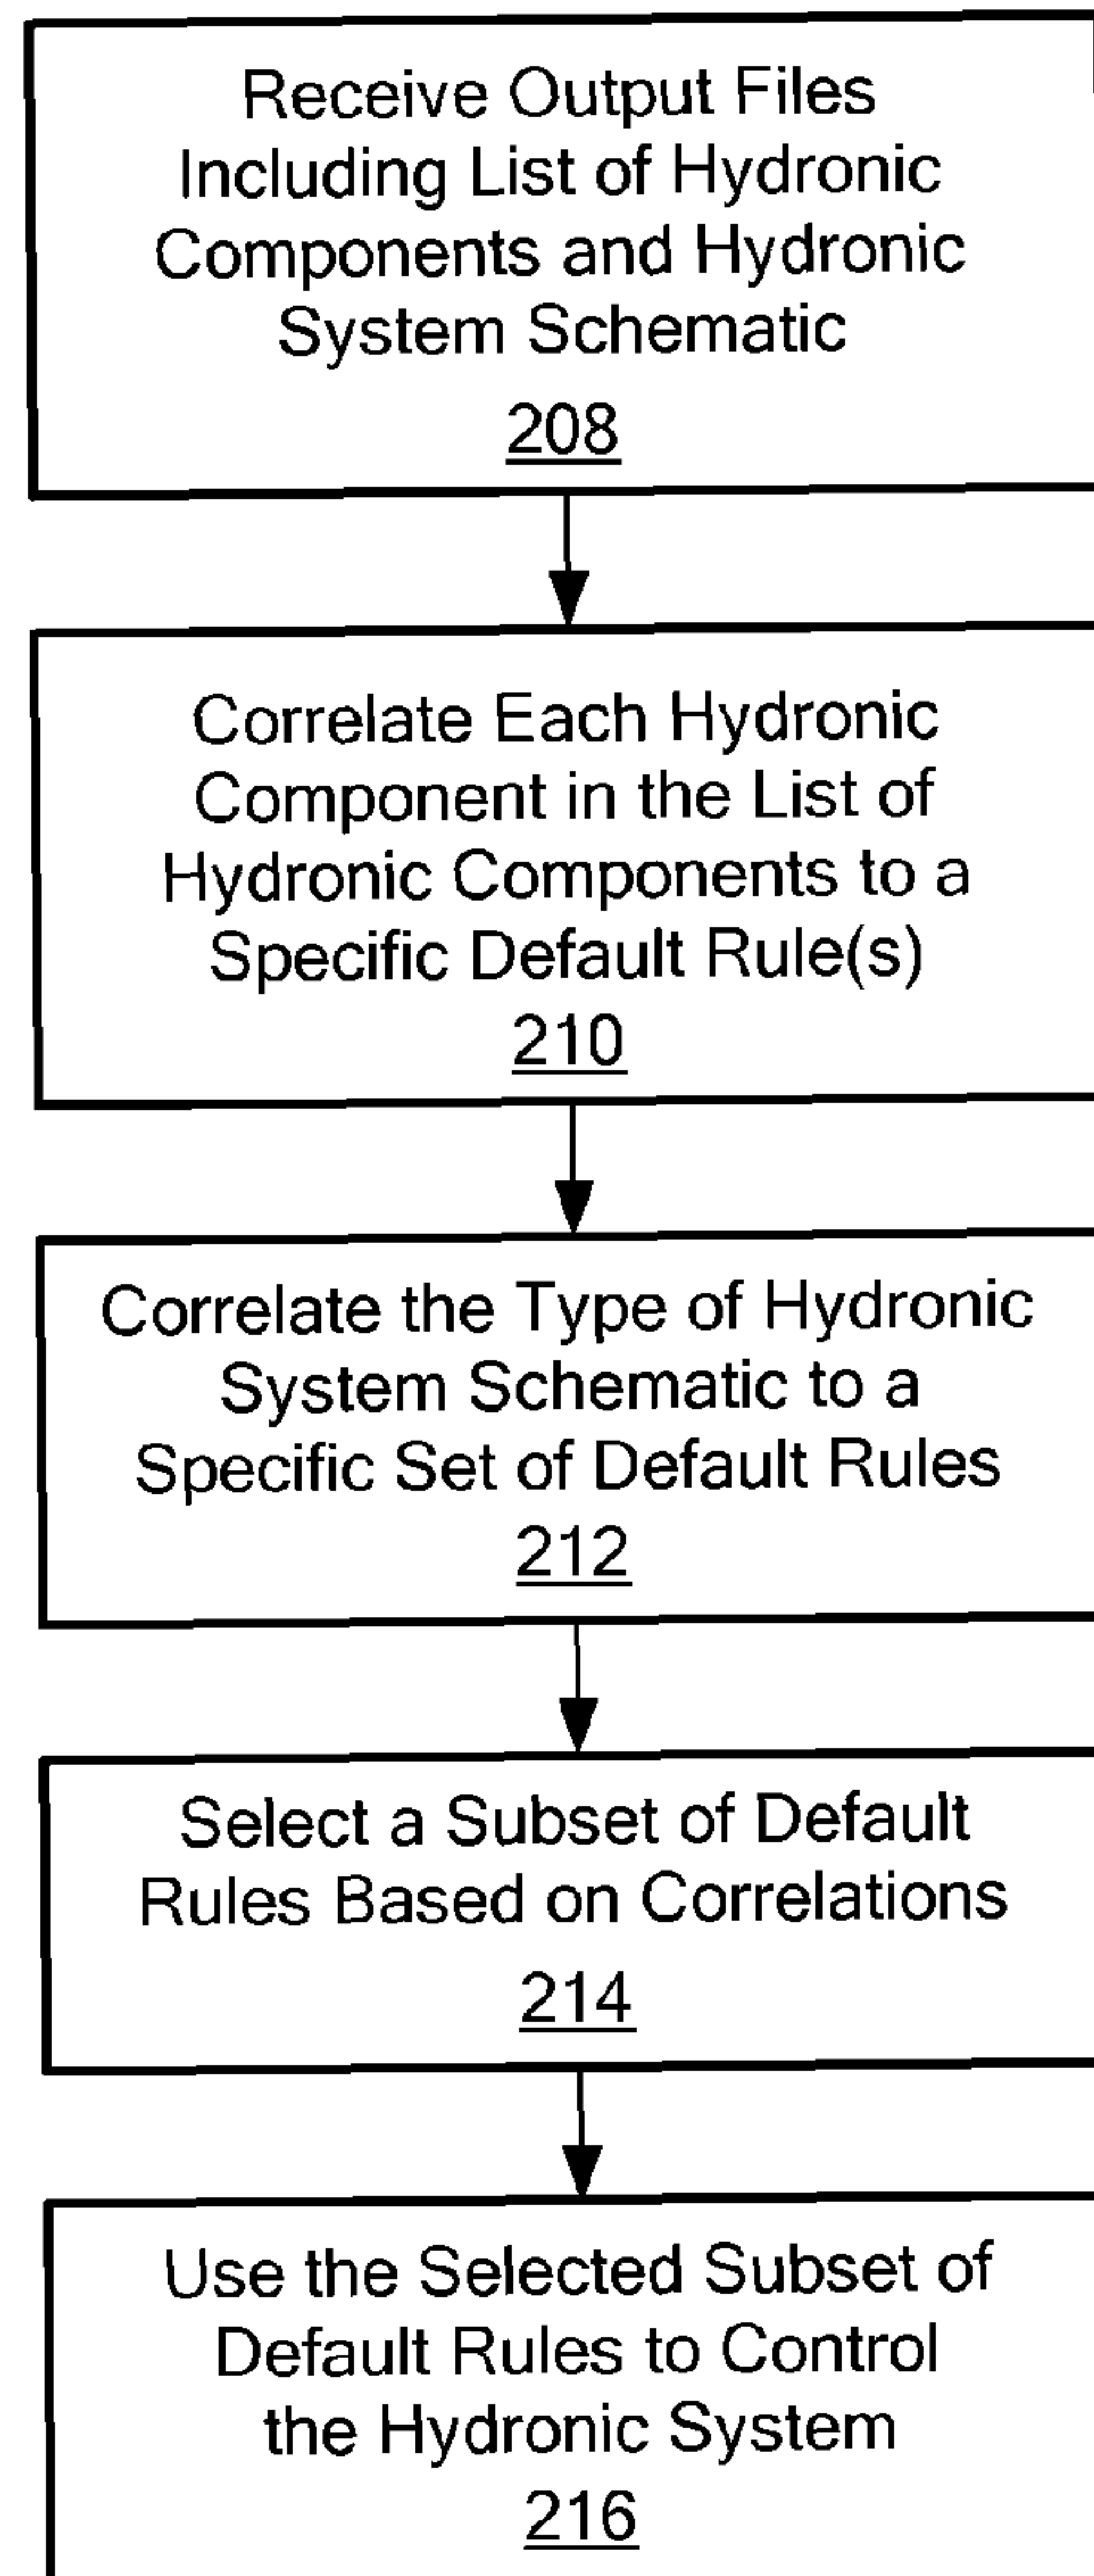 Receive Output Files
Including List of Hydronic
Components and Hydronic
System Schematic
208
Correlate Each Hydronic
Component in the List of
Hydronic Components to a
Specific Default Rule(s)
210
Correlate the Type of Hydronic
System Schematic to a
Specific Set of Default Rules
212
Select a Subset of Default
Rules Based on Correlations
214
Use the Selected Subset of
Default Rules to Control
the Hydronic System
216